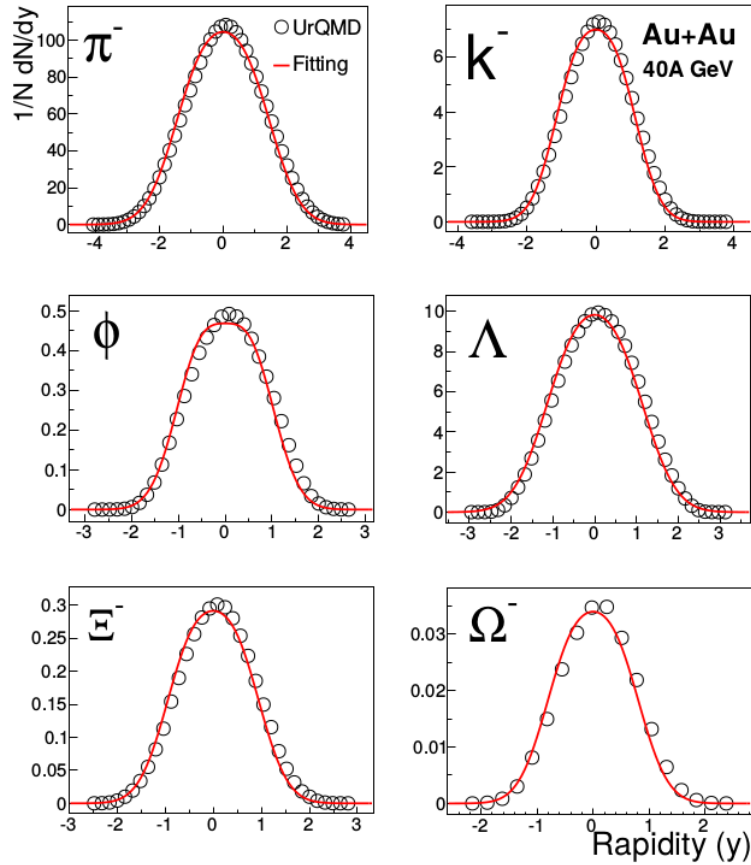 1/N dN/dy
π-
UrQMD
Fitting
100
80
60
40
20
0
-4 -2 0 2 4
k-
Au+Au
40A GeV
6
4
2
0
-4 -2 0 2 4
ϕ
0.5
0.4
0.3
0.2
0.1
0
-3 -2 -1 0 1 2 3
Λ
10
8
6
4
2
0
-3 -2 -1 0 1 2 3
Ξ-
0.3
0.25
0.2
0.15
0.1
0.05
0
-3 -2 -1 0 1 2 3
Ω-
0.03
0.02
0.01
0
-2 -1 0 1 2
Rapidity (y)